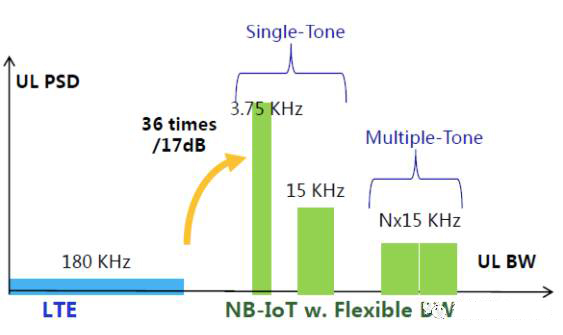 Single-Tone
UL PSD
3.75 KHz
36 times
/17dB
Multiple-Tone
15 KHz
Nx15 KHz
180 KHz
UL BW
LTE
NB-IoT w. Flexible BW